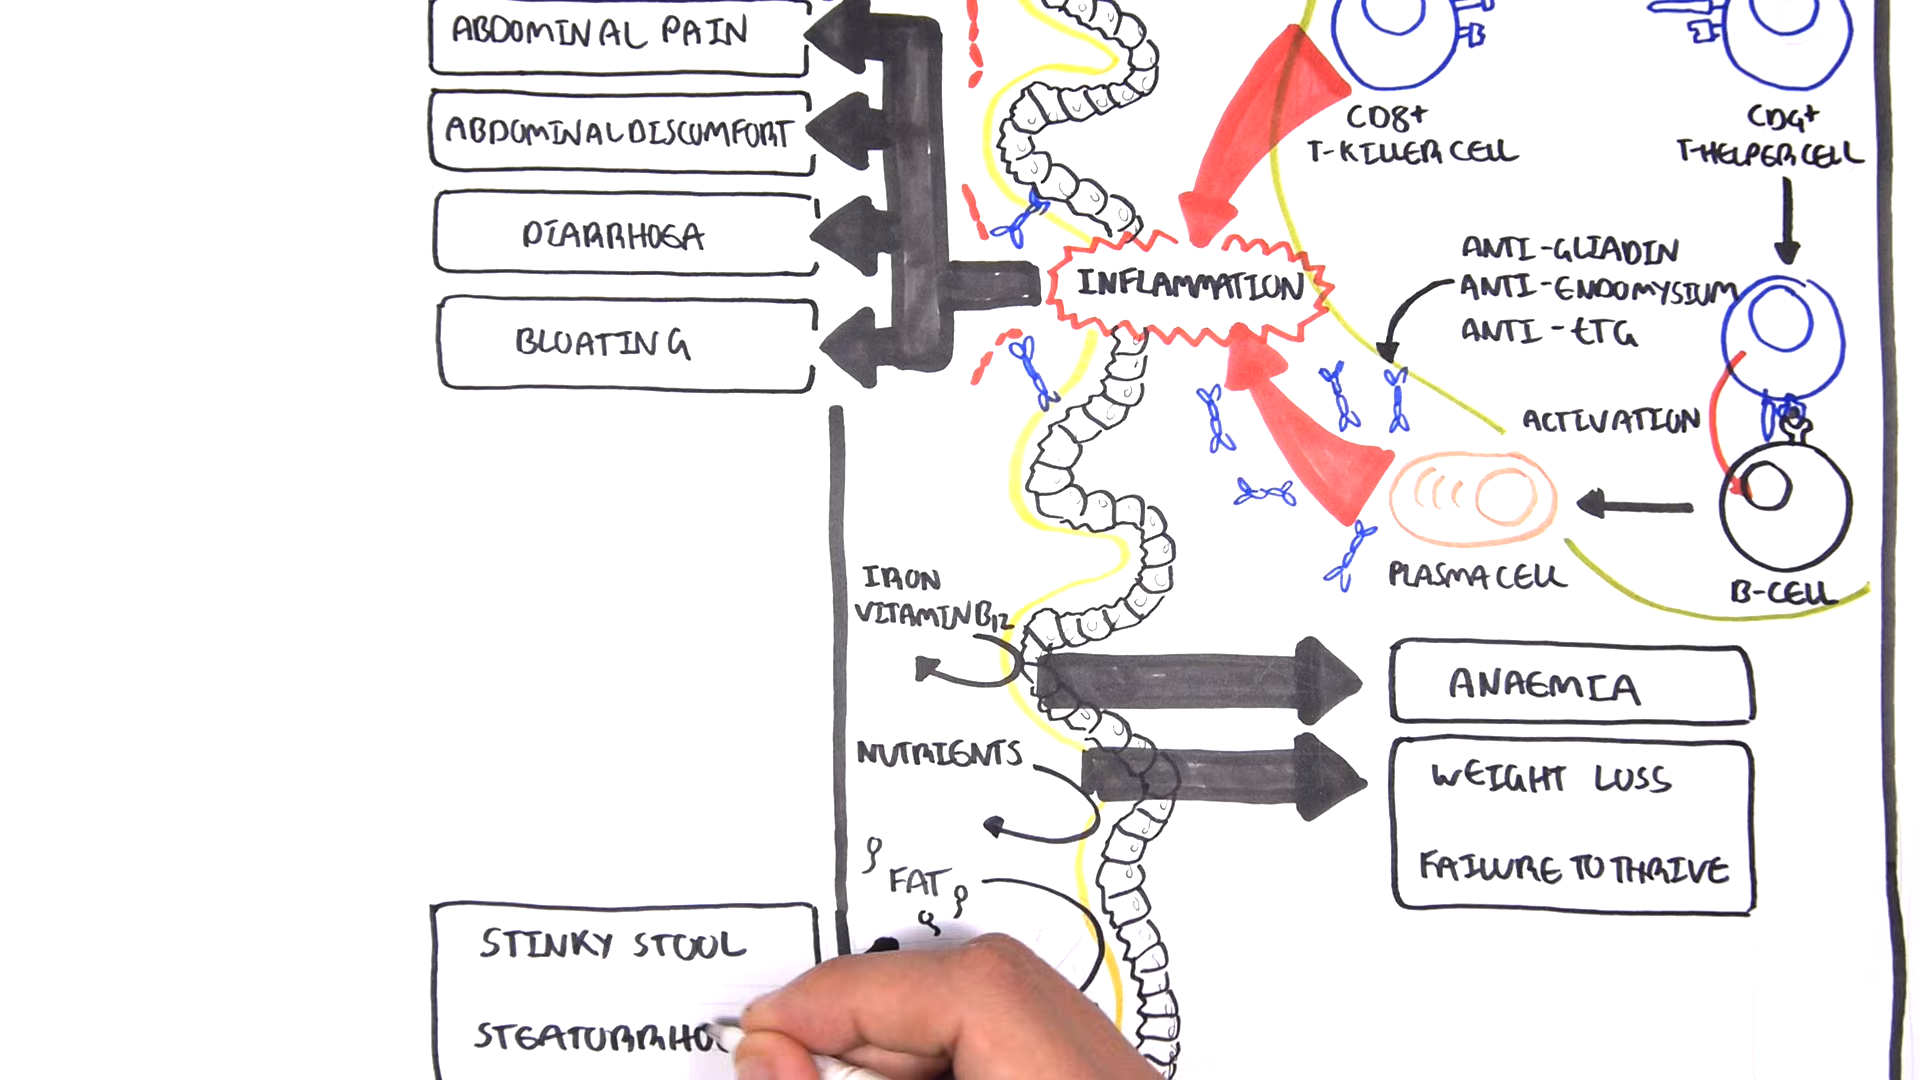 ABDOMINAL PAIN
ABDOMINAL DISCOMFORT
DIARRHOEA
BLOATING
INFLAMMATION
CD8+
T-KILLER CELL
CD4+
T-HELPER CELL
ANTI-GLIADIN
ANTI-ENDOMYSIUM
ANTI-tTG
ACTIVATION
PLASMA CELL
B-CELL
IRON
VITAMIN B12
ANAEMIA
NUTRIENTS
WEIGHT LOSS
FAILURE TO THRIVE
FAT
STINKY STOOL
STEATORRHO